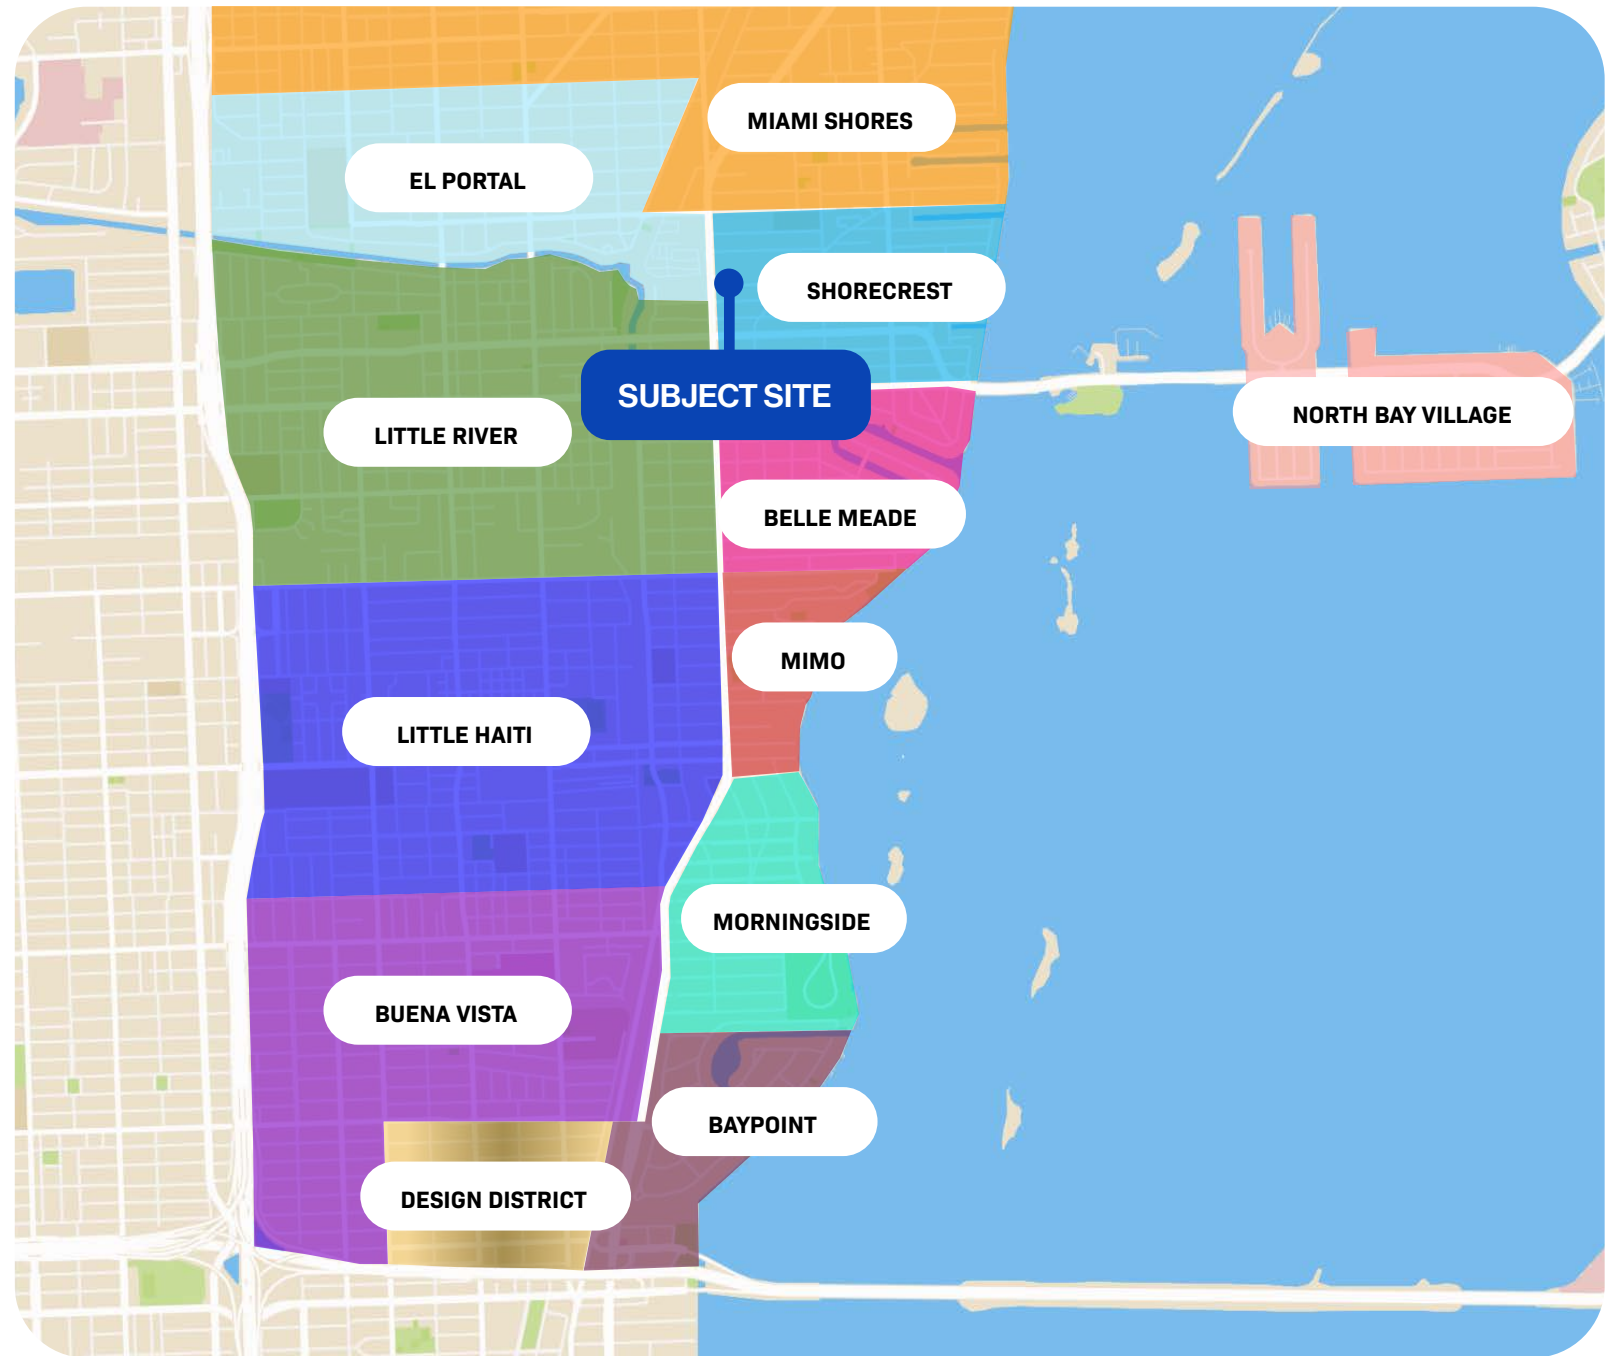 MIAMI SHORES
EL PORTAL
SHORECREST
SUBJECT SITE
NORTH BAY VILLAGE
LITTLE RIVER
BELLE MEADE
MIMO
LITTLE HAITI
MORNINGSIDE
BUENA VISTA
BAYPOINT
DESIGN DISTRICT